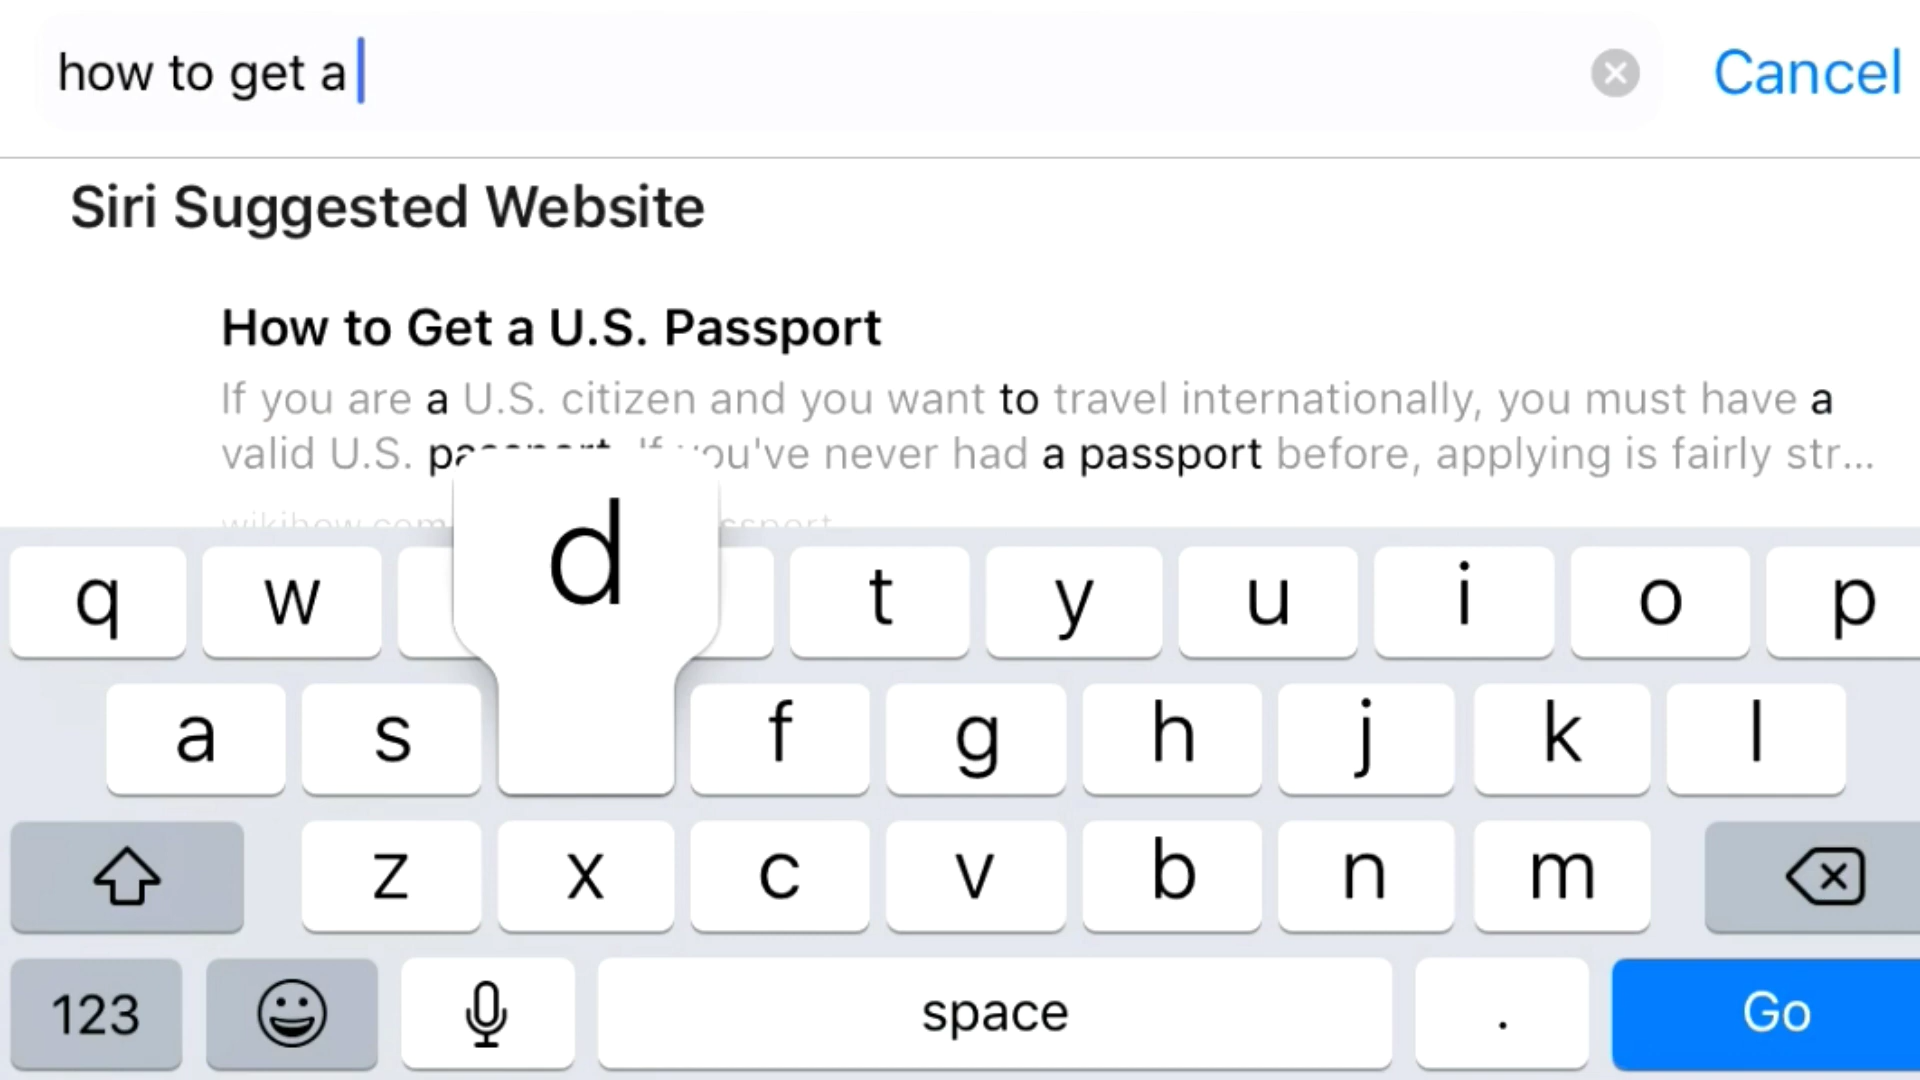 how to get a
Cancel
Siri Suggested Website
How to Get a U.S. Passport
If you are a U.S. citizen and you want to travel internationally, you must have a
valid U.S. passport. If you've never had a passport before, applying is fairly str...
d
q w t y u i o p
a s f g h j k l
z x c v b n m
123 space . Go